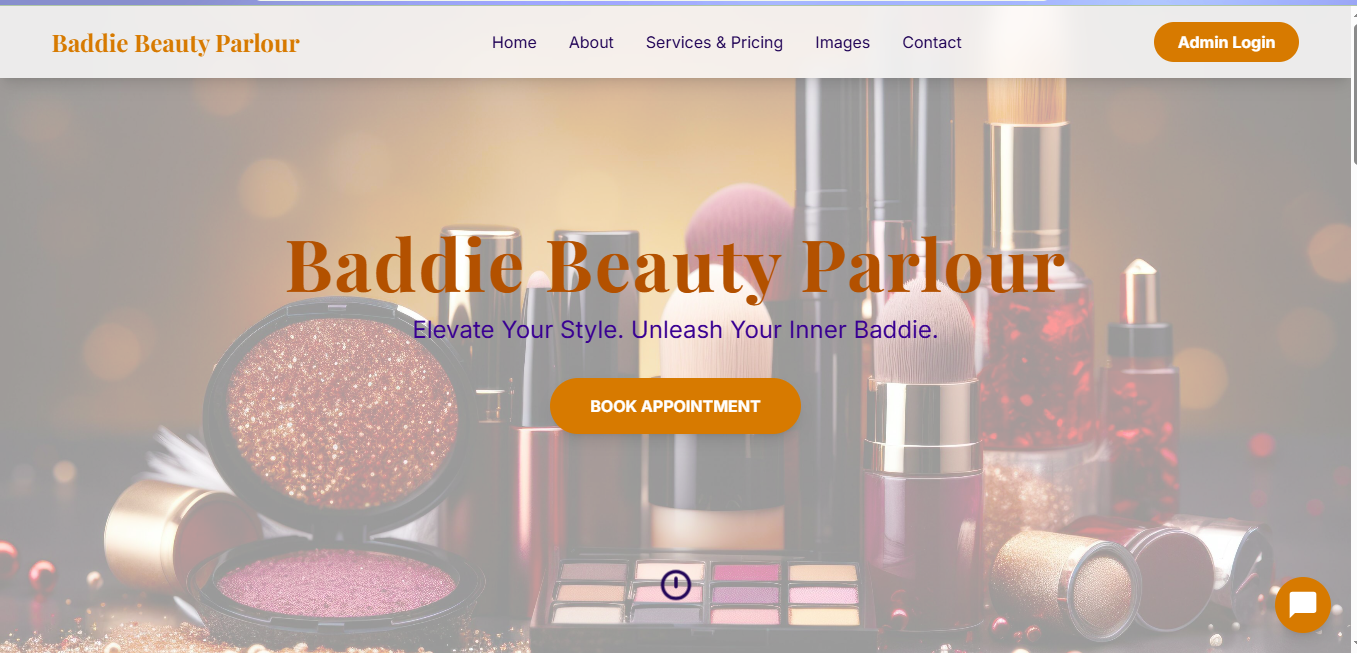 Baddie Beauty Parlour
Home About Services & Pricing Images Contact
Admin Login
Baddie Beauty Parlour
Elevate Your Style. Unleash Your Inner Baddie.
BOOK APPOINTMENT